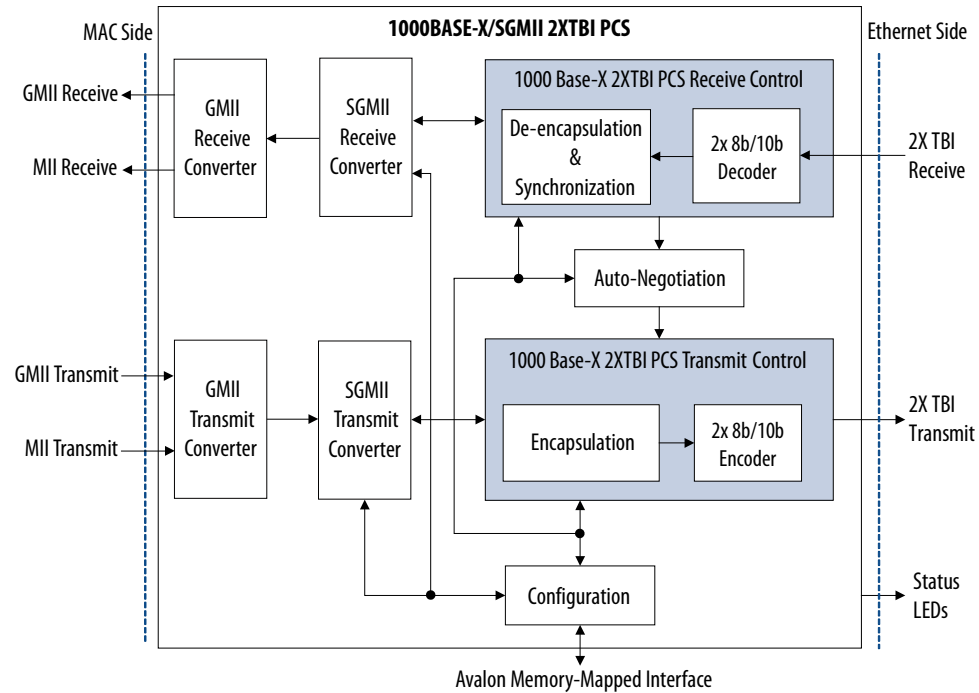 MAC Side
1000BASE-X/SGMII 2XTBI PCS
Ethernet Side
GMII Receive
MII Receive
GMII
Receive
Converter
SGMII
Receive
Converter
1000 Base-X 2XTBI PCS Receive Control
De-encapsulation
&
Synchronization
2x 8b/10b
Decoder
2X TBI
Receive
Auto-Negotiation
GMII Transmit
MII Transmit
GMII
Transmit
Converter
SGMII
Transmit
Converter
1000 Base-X 2XTBI PCS Transmit Control
Encapsulation
2x 8b/10b
Encoder
2X TBI
Transmit
Configuration
Status
LEDs
Avalon Memory-Mapped Interface